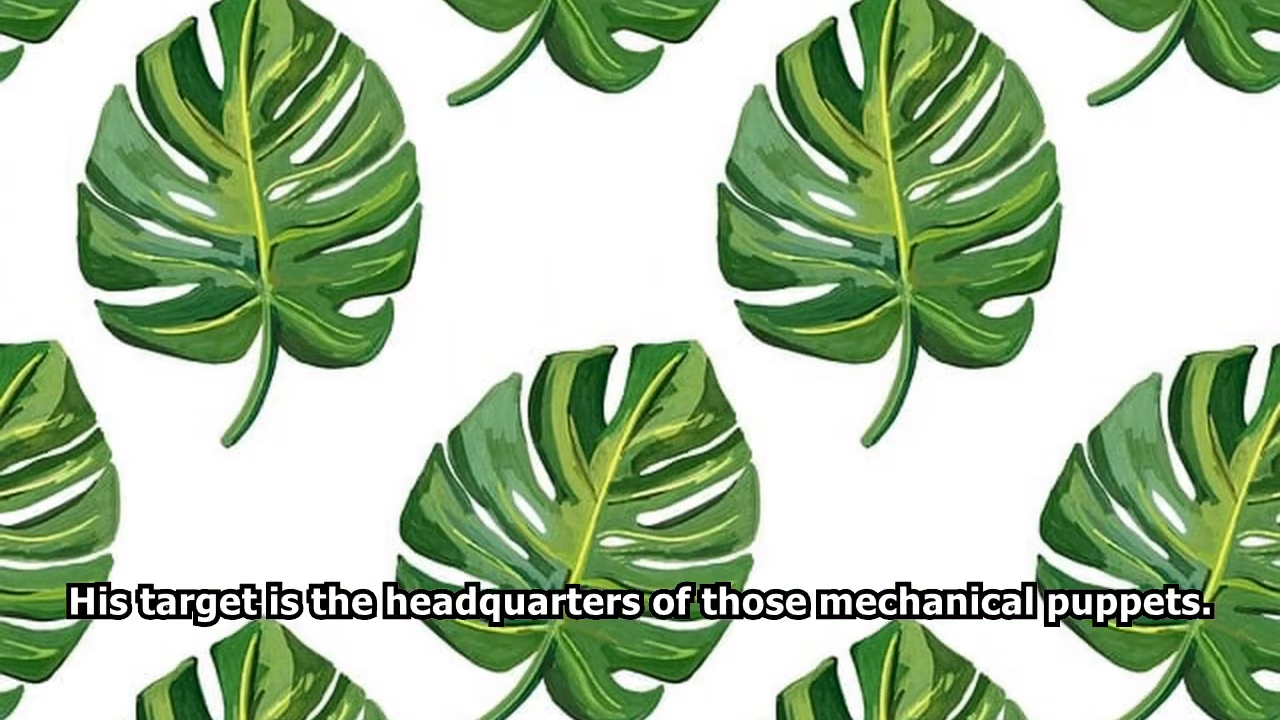 His target is the headquarters of those mechanical puppets.